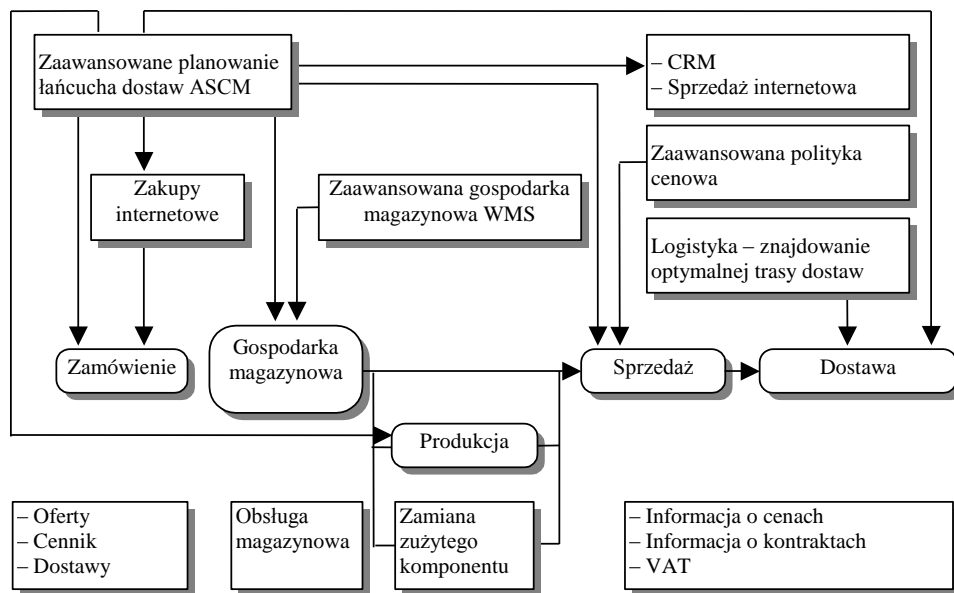 Zaawansowane planowanie
łańcucha dostaw ASCM
– CRM
– Sprzedaż internetowa
Zakupy
internetowe
Zaawansowana gospodarka
magazynowa WMS
Zaawansowana polityka
cenowa
Logistyka – znajdowanie
optymalnej trasy dostaw
Zamówienie
Gospodarka
magazynowa
Sprzedaż
Dostawa
Produkcja
– Oferty
– Cennik
– Dostawy
Obsługa
magazynowa
Zamiana
zużytego
komponentu
– Informacja o cenach
– Informacja o kontraktach
– VAT